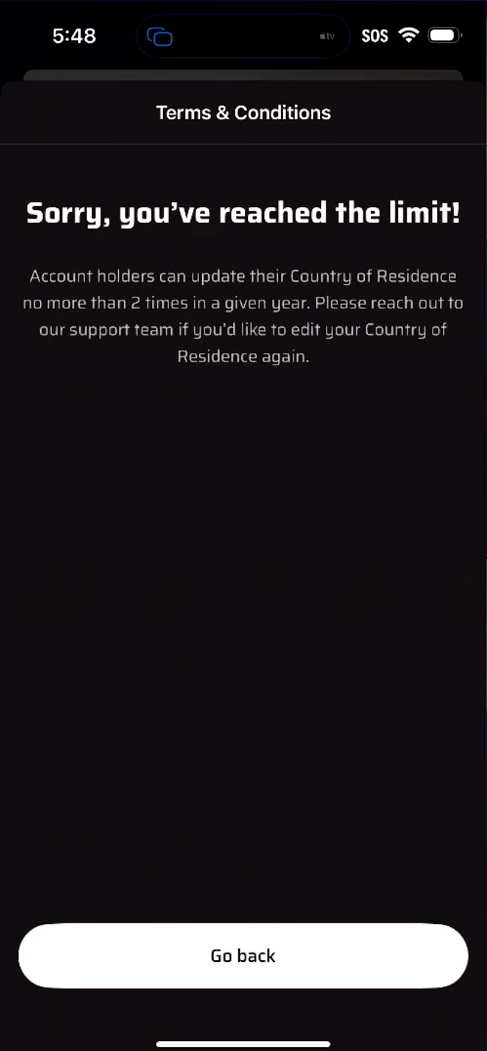 5:48
tv
SOS
Terms & Conditions
Sorry, you’ve reached the limit!
Account holders can update their Country of Residence
no more than 2 times in a given year. Please reach out to
our support team if you’d like to edit your Country of
Residence again.
Go back